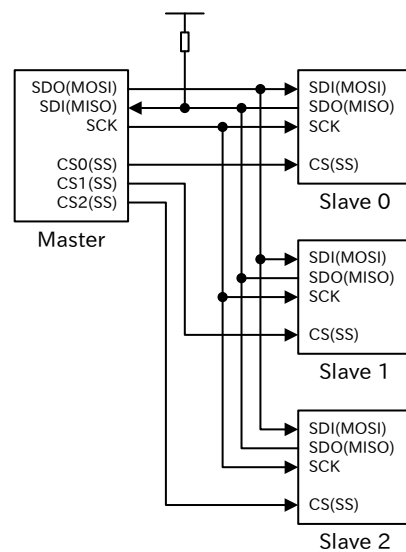 SDO(MOSI)
SDI(MISO)
SCK
CS0(SS)
CS1(SS)
CS2(SS)
Master
SDI(MOSI)
SDO(MISO)
SCK
CS(SS)
Slave 0
SDI(MOSI)
SDO(MISO)
SCK
CS(SS)
Slave 1
SDI(MOSI)
SDO(MISO)
SCK
CS(SS)
Slave 2